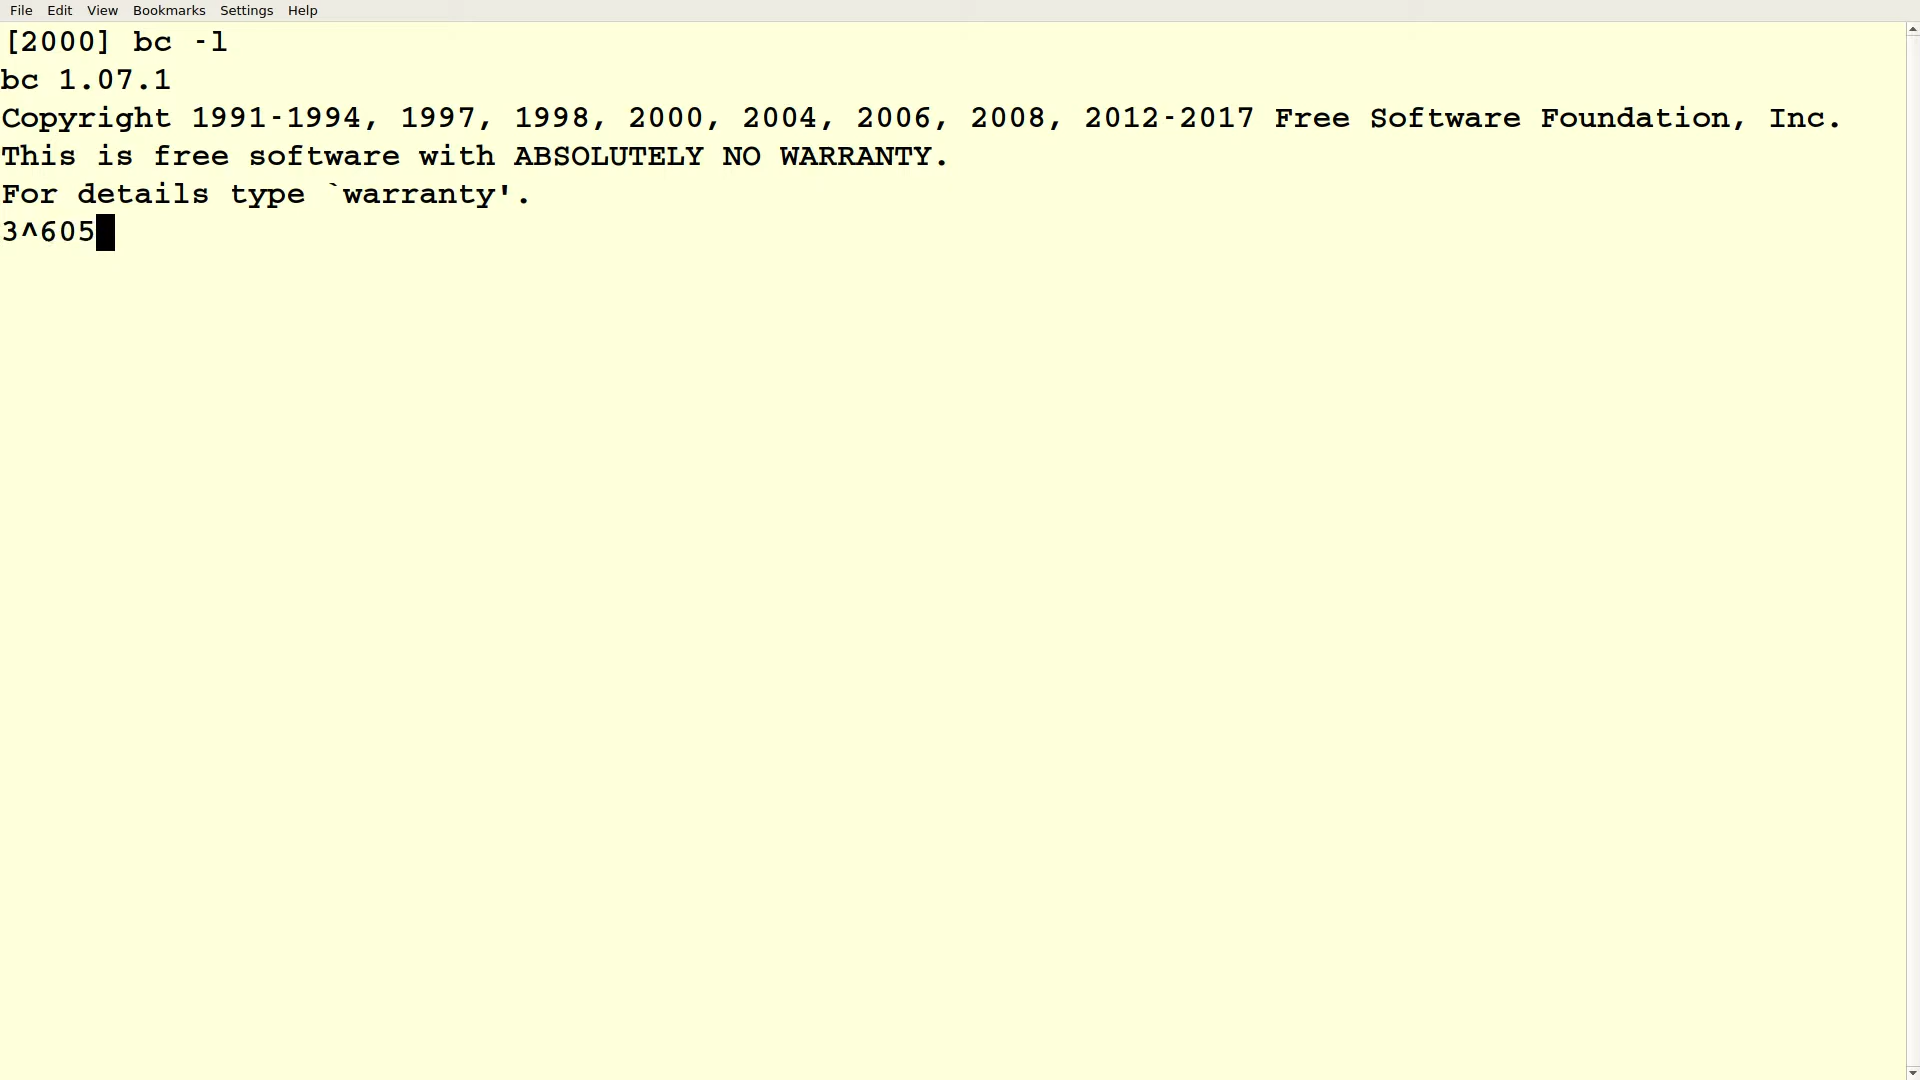 File Edit View Bookmarks Settings Help
[2000] bc -l
bc 1.07.1
Copyright 1991-1994, 1997, 1998, 2000, 2004, 2006, 2008, 2012-2017 Free Software Foundation, Inc.
This is free software with ABSOLUTELY NO WARRANTY.
For details type `warranty'.
3^605